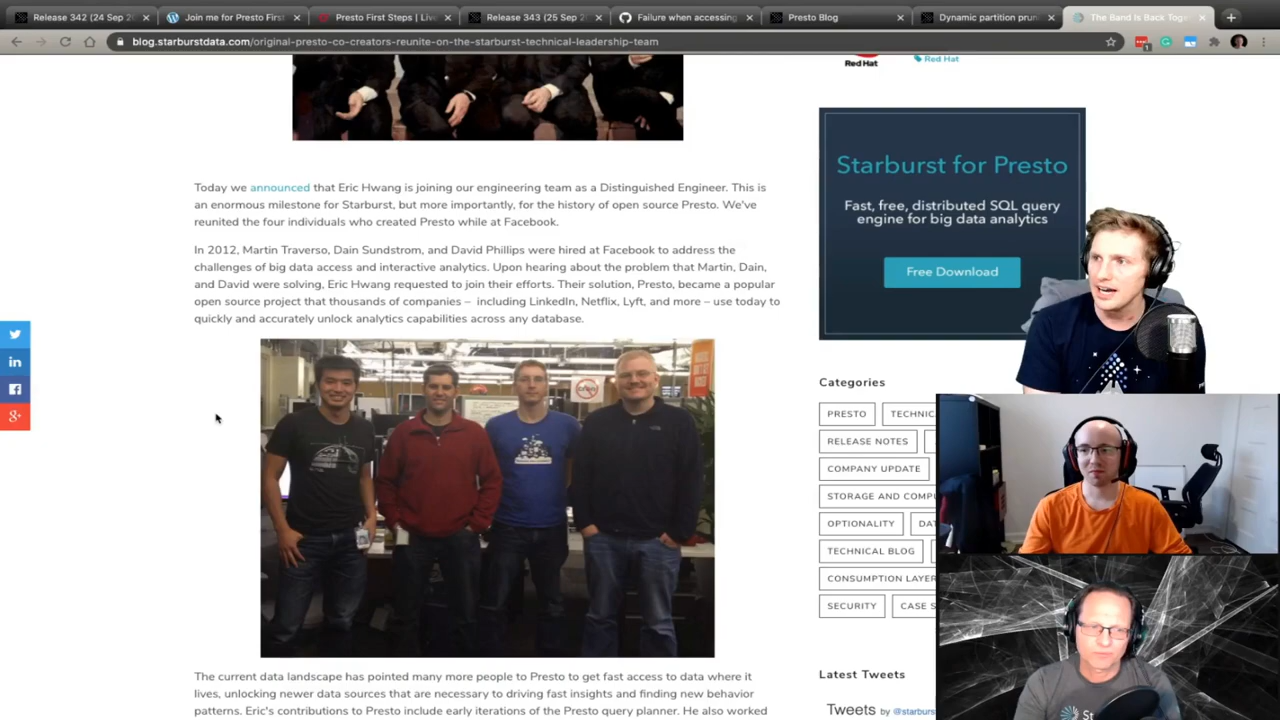 Release 342 (24 Sep 20
Join me for Presto First
Presto First Steps | Live
Release 343 (25 Sep 2
Failure when accessing
Presto Blog
Dynamic partition prun
The Band Is Back Toge
blog.starburstdata.com/original-presto-co-creators-reunite-on-the-starburst-technical-leadership-team
Red Hat
Red Hat
Today we announced that Eric Hwang is joining our engineering team as a Distinguished Engineer. This is
an enormous milestone for Starburst, but more importantly, for the history of open source Presto. We've
reunited the four individuals who created Presto while at Facebook.
In 2012, Martin Traverso, Dain Sundstrom, and David Phillips were hired at Facebook to address the
challenges of big data access and interactive analytics. Upon hearing about the problem that Martin, Dain,
and David were solving, Eric Hwang requested to join their efforts. Their solution, Presto, became a popular
open source project that thousands of companies – including LinkedIn, Netflix, Lyft, and more – use today to
quickly and accurately unlock analytics capabilities across any database.
The current data landscape has pointed many more people to Presto to get fast access to data where it
lives, unlocking newer data sources that are necessary to driving fast insights and finding new behavior
patterns. Eric's contributions to Presto include early iterations of the Presto query planner. He also worked
Starburst for Presto
Fast, free, distributed SQL query
engine for big data analytics
Free Download
Categories
PRESTO
TECHNIC
RELEASE NOTES
COMPANY UPDATE
STORAGE AND COMPU
OPTIONALITY
DAT
TECHNICAL BLOG
CONSUMPTION LAYER
SECURITY
CASE S
Latest Tweets
Tweets by @starburs